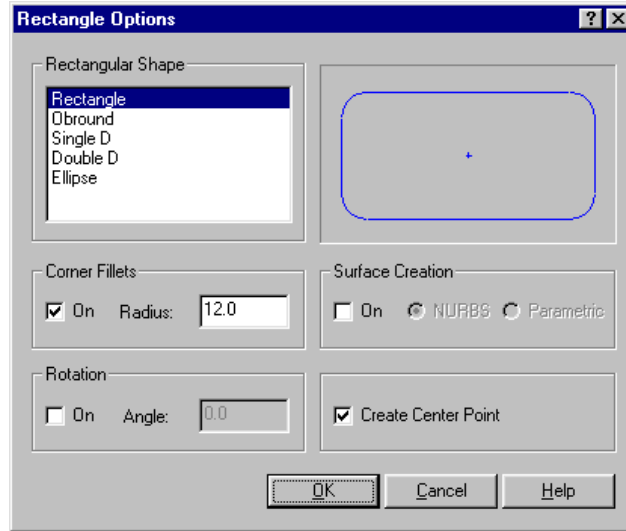 Rectangle Options
Rectangular Shape
Rectangle
Obround
Single D
Double D
Ellipse
Corner Fillets
On Radius: 12.0
Surface Creation
On NURBS Parametric
Rotation
On Angle: 0.0
Create Center Point
OK Cancel Help